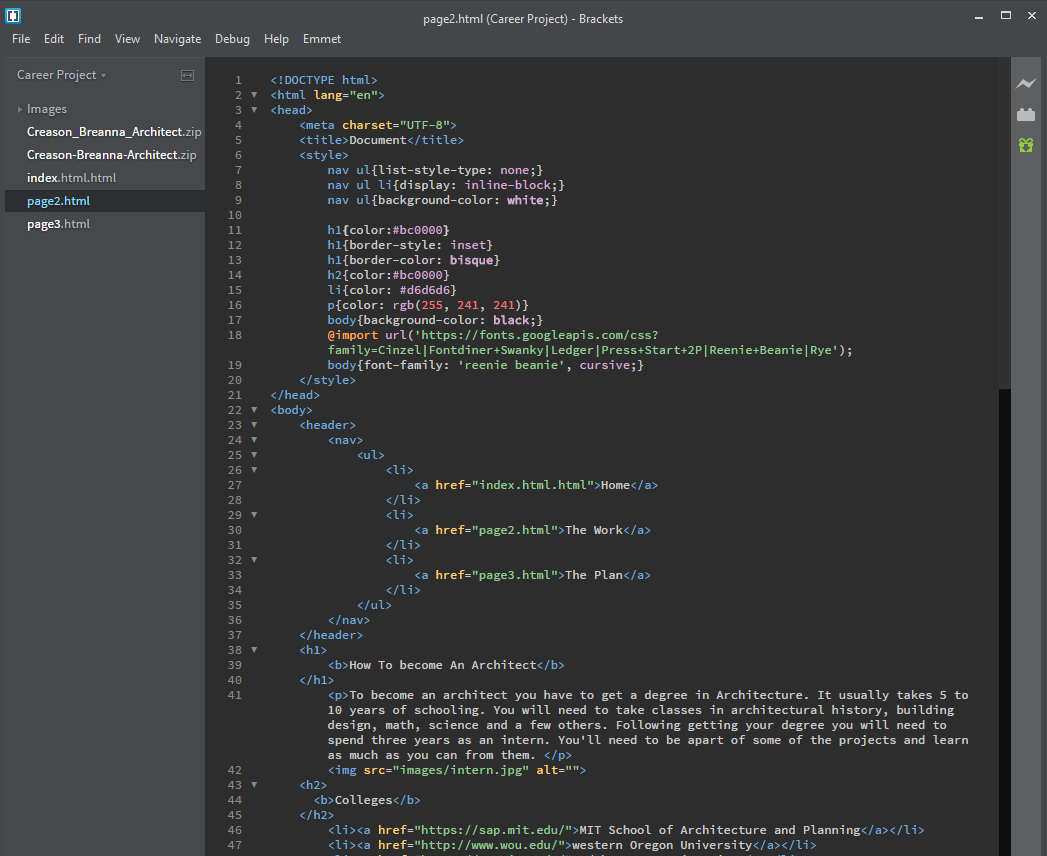 page2.html (Career Project) - Brackets
File Edit Find View Navigate Debug Help Emmet
Career Project
Images
Creason_Breanna_Architect.zip
Creason-Breanna-Architect.zip
index.html.html
page2.html
page3.html
1 <!DOCTYPE html>
2 <html lang="en">
3 <head>
4 <meta charset="UTF-8">
5 <title>Document</title>
6 <style>
7 nav ul{list-style-type: none;}
8 nav ul li{display: inline-block;}
9 nav ul{background-color: white;}
10
11 h1{color:#bc0000}
12 h1{border-style: inset}
13 h1{border-color: bisque}
14 h2{color:#bc0000}
15 li{color: #d6d6d6}
16 p{color: rgb(255, 241, 241)}
17 body{background-color: black;}
18 @import url('https://fonts.googleapis.com/css?
family=Cinzel|Fontdiner+Swanky|Ledger|Press+Start+2P|Reenie+Beanie|Rye');
19 body{font-family: 'reenie beanie', cursive;}
20 </style>
21 </head>
22 <body>
23 <header>
24 <nav>
25 <ul>
26 <li>
27 <a href="index.html.html">Home</a>
28 </li>
29 <li>
30 <a href="page2.html">The Work</a>
31 </li>
32 <li>
33 <a href="page3.html">The Plan</a>
34 </li>
35 </ul>
36 </nav>
37 </header>
38 <h1>
39 <b>How To become An Architect</b>
40 </h1>
41 <p>To become an architect you have to get a degree in Architecture. It usually takes 5 to
10 years of schooling. You will need to take classes in architectural history, building
design, math, science and a few others. Following getting your degree you will need to
spend three years as an intern. You'll need to be apart of some of the projects and learn
as much as you can from them. </p>
42 <img src="images/intern.jpg" alt="">
43 <h2>
44 <b>Colleges</b>
45 </h2>
46 <li><a href="https://sap.mit.edu/">MIT School of Architecture and Planning</a></li>
47 <li><a href="http://www.wou.edu/">western Oregon University</a></li>